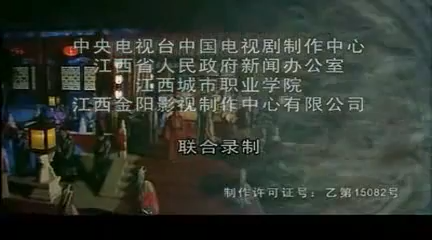 中央电视台中国电视剧制作中心
江西省人民政府新闻办公室
江西城市职业学院
江西金阳影视制作中心有限公司
联合录制
制作许可证号：乙第15082号